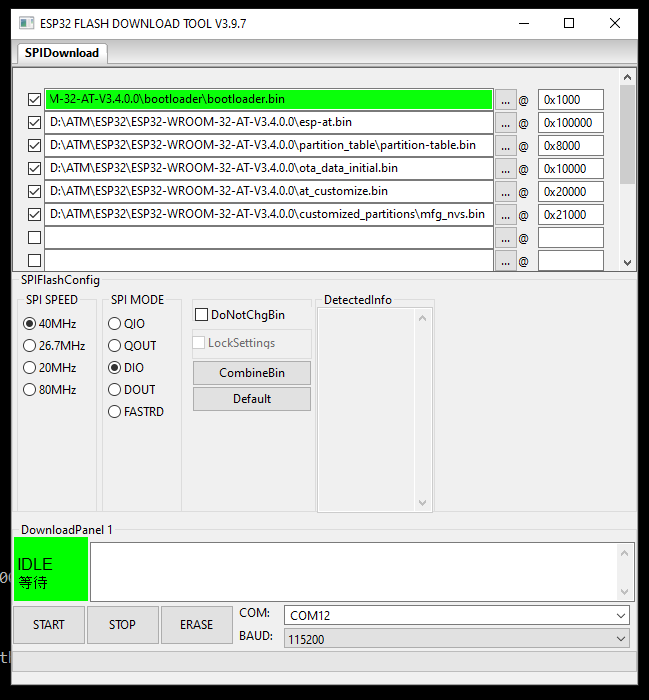 ESP32 FLASH DOWNLOAD TOOL V3.9.7
SPIDownload
M-32-AT-V3.4.0.0\bootloader\bootloader.bin ... @ 0x1000
D:\ATM\ESP32\ESP32-WROOM-32-AT-V3.4.0.0\esp-at.bin ... @ 0x100000
D:\ATM\ESP32\ESP32-WROOM-32-AT-V3.4.0.0\partition_table\partition-table.bin ... @ 0x8000
D:\ATM\ESP32\ESP32-WROOM-32-AT-V3.4.0.0\ota_data_initial.bin ... @ 0x10000
D:\ATM\ESP32\ESP32-WROOM-32-AT-V3.4.0.0\at_customize.bin ... @ 0x20000
D:\ATM\ESP32\ESP32-WROOM-32-AT-V3.4.0.0\customized_partitions\mfg_nvs.bin ... @ 0x21000
... @
... @
SPIFlashConfig
SPI SPEED
40MHz
26.7MHz
20MHz
80MHz
SPI MODE
QIO
QOUT
DIO
DOUT
FASTRD
DoNotChgBin
LockSettings
CombineBin
Default
DetectedInfo
DownloadPanel 1
IDLE
等待
START STOP ERASE
COM: COM12
BAUD: 115200